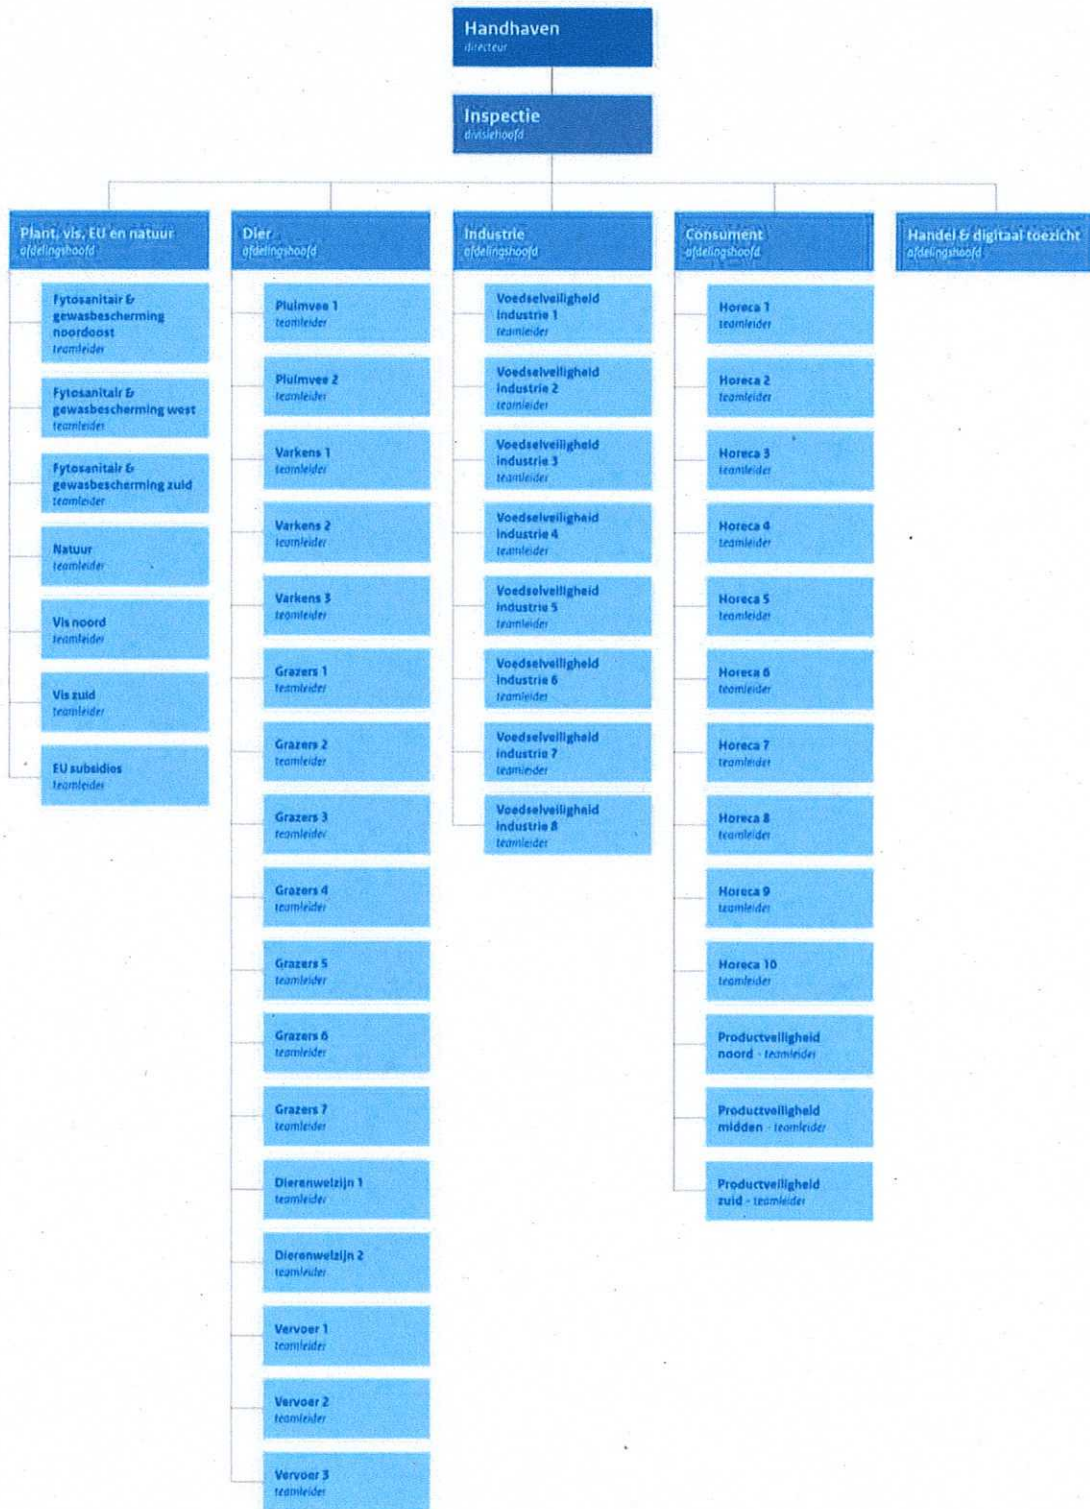 Handhaven
directeur
Inspectie
divisiehoofd
Plant, vis, EU en natuur
afdelingshoofd
Fytosanitair &
gewasbescherming
noordoost
teamleider
Fytosanitair &
gewasbescherming west
teamleider
Fytosanitair &
gewasbescherming zuid
teamleider
Natuur
teamleider
Vis noord
teamleider
Vis zuid
teamleider
EU subsidies
teamleider
Dier
afdelingshoofd
Pluimvee 1
teamleider
Pluimvee 2
teamleider
Varkens 1
teamleider
Varkens 2
teamleider
Varkens 3
teamleider
Grazers 1
teamleider
Grazers 2
teamleider
Grazers 3
teamleider
Grazers 4
teamleider
Grazers 5
teamleider
Grazers 6
teamleider
Grazers 7
teamleider
Dierenwelzijn 1
teamleider
Dierenwelzijn 2
teamleider
Vervoer 1
teamleider
Vervoer 2
teamleider
Vervoer 3
teamleider
Industrie
afdelingshoofd
Voedselveiligheid
industrie 1
teamleider
Voedselveiligheid
industrie 2
teamleider
Voedselveiligheid
industrie 3
teamleider
Voedselveiligheid
industrie 4
teamleider
Voedselveiligheid
industrie 5
teamleider
Voedselveiligheid
industrie 6
teamleider
Voedselveiligheid
industrie 7
teamleider
Voedselveiligheid
industrie 8
teamleider
Consument
afdelingshoofd
Horeca 1
teamleider
Horeca 2
teamleider
Horeca 3
teamleider
Horeca 4
teamleider
Horeca 5
teamleider
Horeca 6
teamleider
Horeca 7
teamleider
Horeca 8
teamleider
Horeca 9
teamleider
Horeca 10
teamleider
Productveiligheid
noord - teamleider
Productveiligheid
midden - teamleider
Productveiligheid
zuid - teamleider
Handel & digitaal toezicht
afdelingshoofd